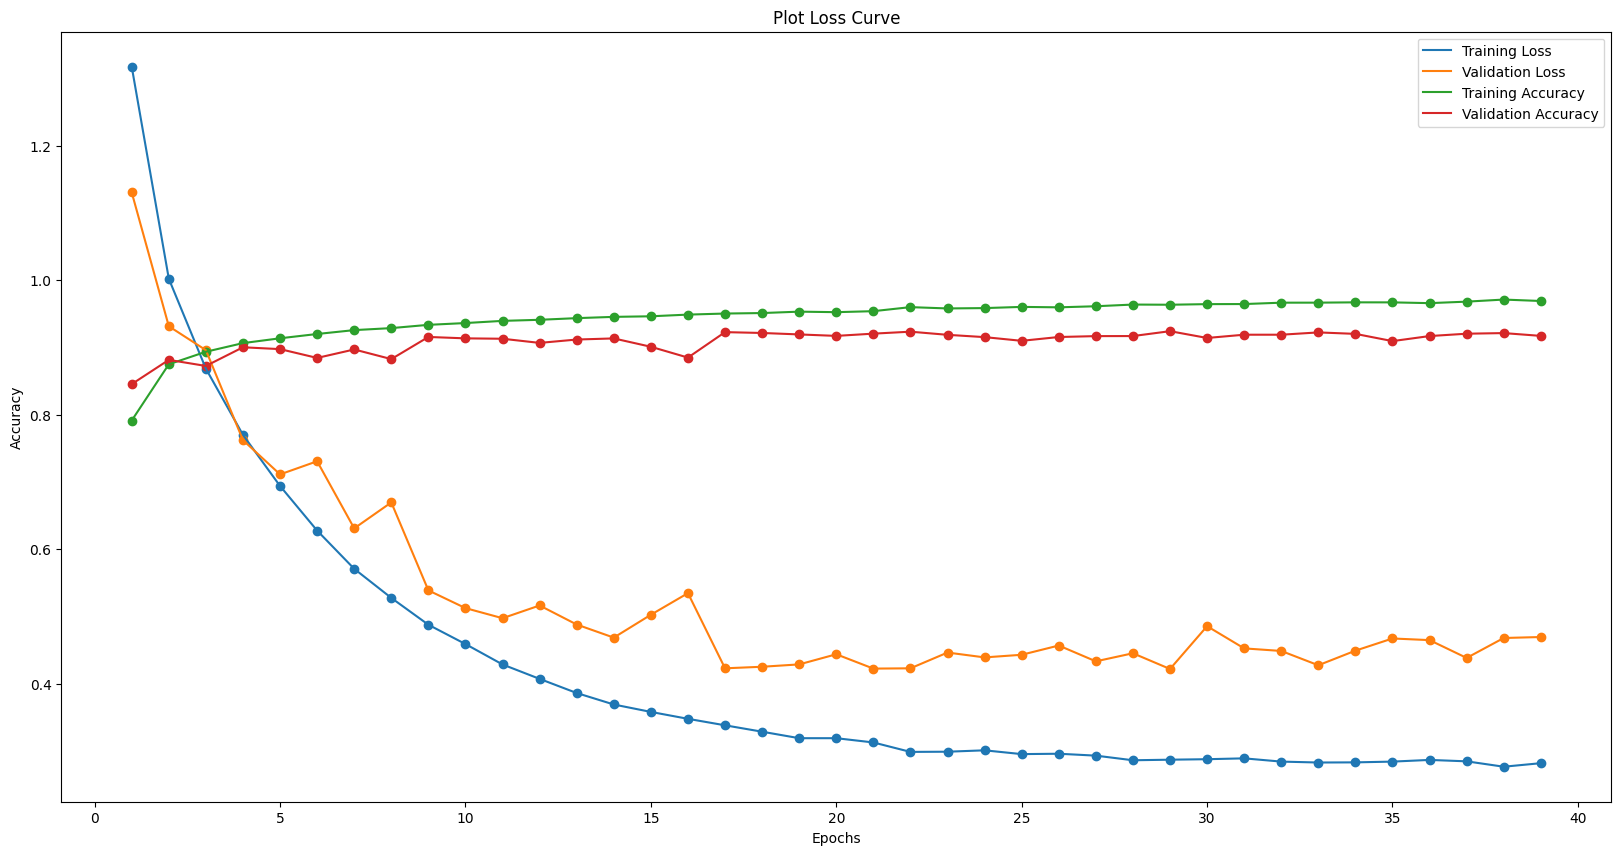 Plot Loss Curve
Training Loss
Validation Loss
Training Accuracy
Validation Accuracy
1.2
1.0
0.8
0.6
0.4
Accuracy
0 5 10 15 20 25 30 35 40
Epochs